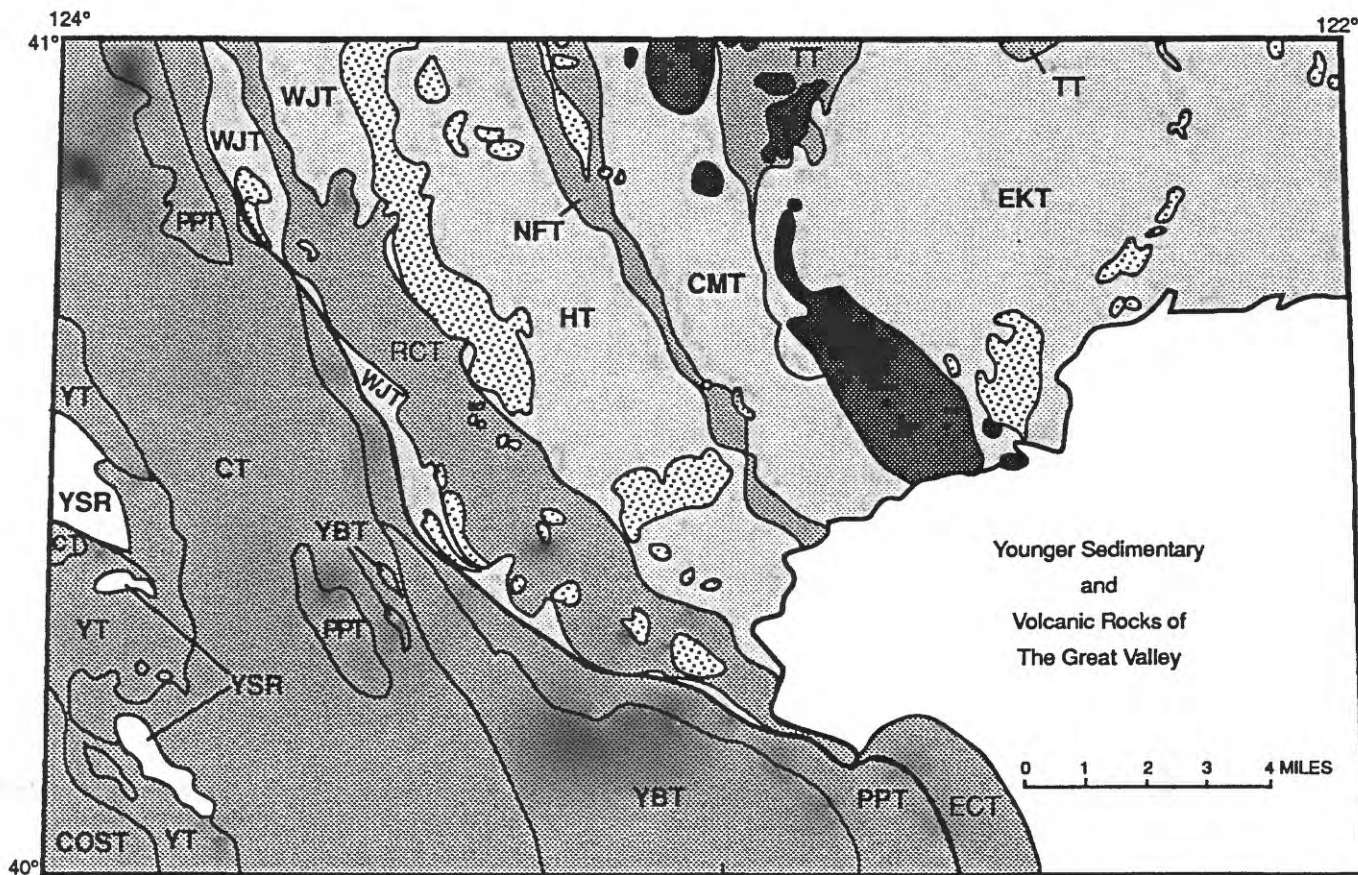 124°
122°
41°
TT
WJT
TT
WJT
EKT
PPT
NFT
CMT
HT
RCT
WJT
YT
CT
YSR
YBT
CT
Younger Sedimentary
and
Volcanic Rocks of
The Great Valley
YT
PPT
YSR
0 1 2 3 4 MILES
YBT
PPT
ECT
COST
YT
40°